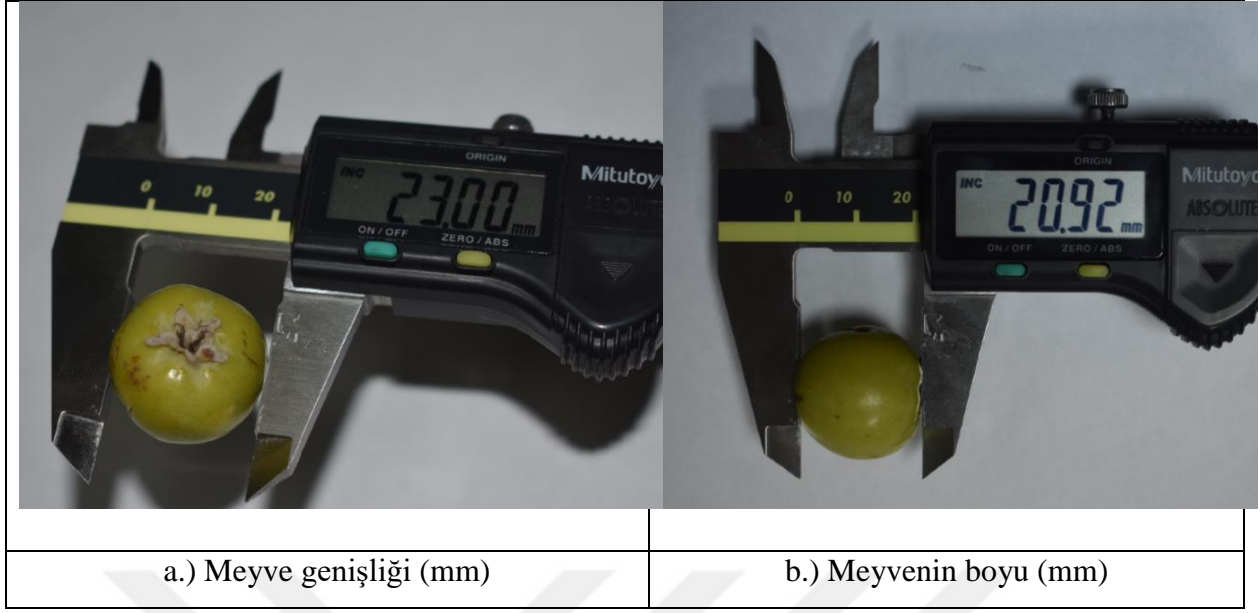 ORIGIN
INC 23.00 mm
Mitutoyo
ABSOLUTE
0 10 20
ON / OFF ZERO / ABS
ORIGIN
INC 20.92 mm
Mitutoyo
ABSOLUTE
0 10 20
ON / OFF ZERO / ABS
a.) Meyve genişliği (mm)
b.) Meyvenin boyu (mm)